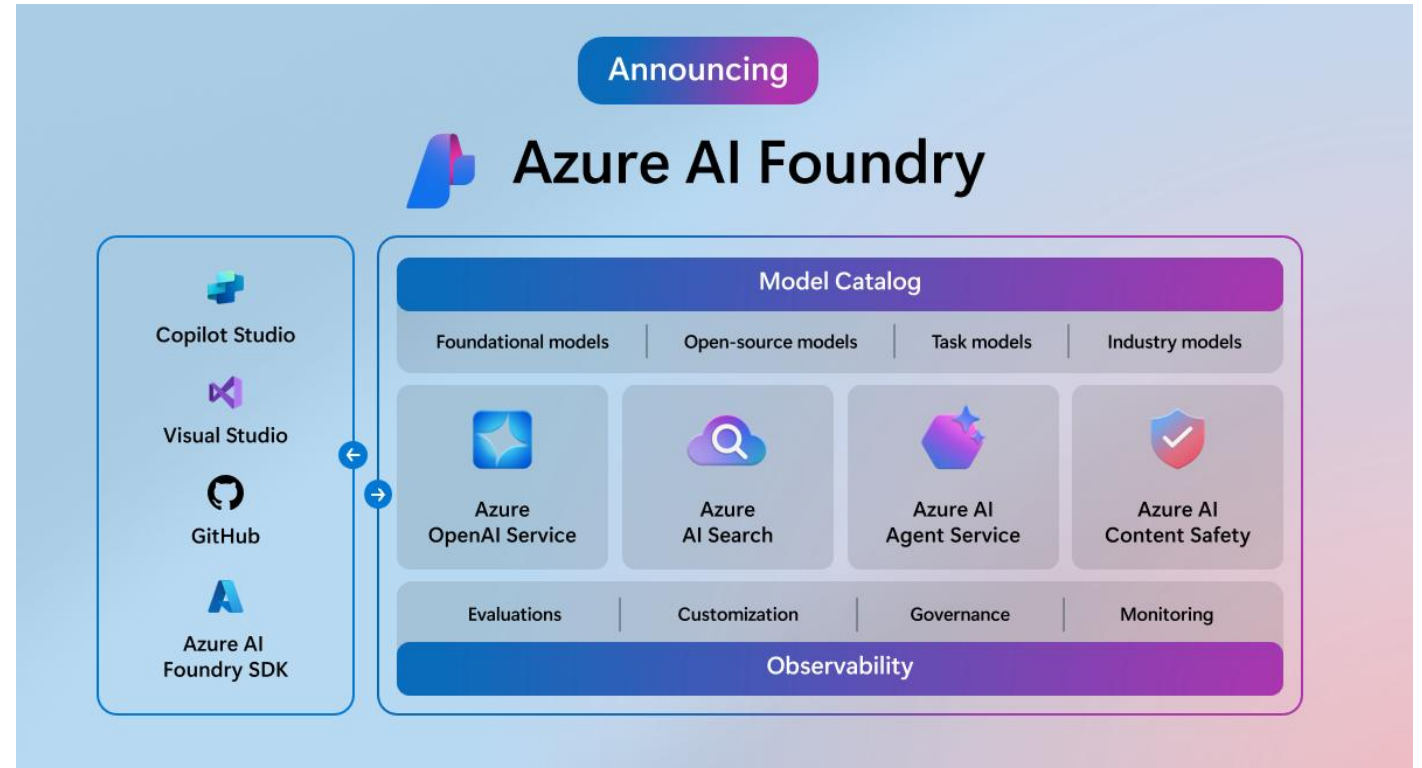 Announcing
Azure AI Foundry
Copilot Studio
Visual Studio
GitHub
Azure AI
Foundry SDK
Model Catalog
Foundational models
Open-source models
Task models
Industry models
Azure
OpenAI Service
Azure
AI Search
Azure AI
Agent Service
Azure AI
Content Safety
Evaluations
Customization
Governance
Monitoring
Observability